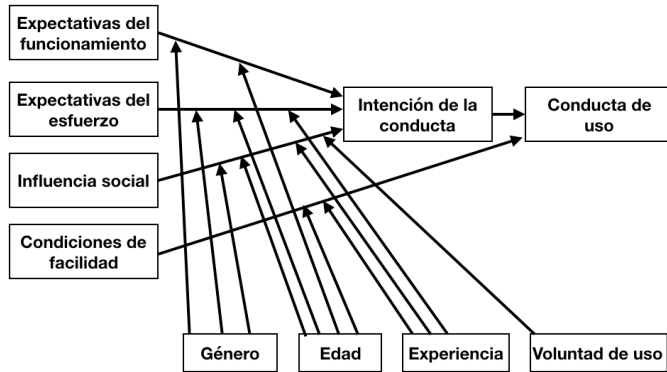 Expectativas del
funcionamiento
Expectativas del
esfuerzo
Intención de la
conducta
Conducta de
uso
Influencia social
Condiciones de
facilidad
Género
Edad
Experiencia
Voluntad de uso